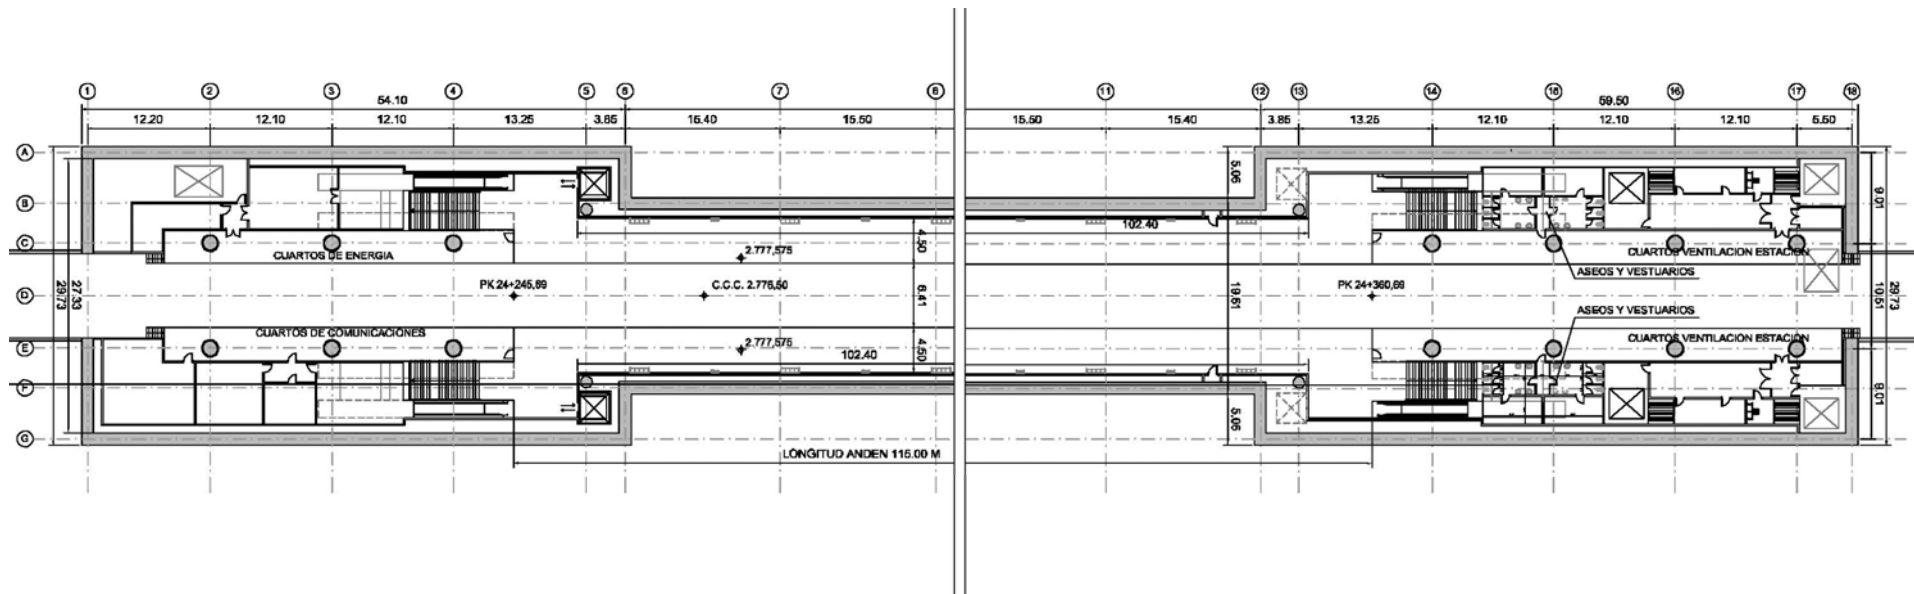 1 2 3 4 5 6 7 8 11 12 13 14 15 16 17 18
54.10 59.50
12.20 12.10 12.10 13.25 3.85 15.40 15.50 15.50 15.40 3.85 13.25 12.10 12.10 12.10 5.50
A
5.06
B
9.01
102.40
C
4.50
CUARTOS DE ENERGIA
2.777,575
CUARTOS VENTILACION ESTACION
ASEOS Y VESTUARIOS
PK 24+245,69
C.C.C. 2.776,50
PK 24+360,69
D
29.73
27.33
6.41
19.51
10.51
29.73
ASEOS Y VESTUARIOS
CUARTOS DE COMUNICACIONES
CUARTOS VENTILACION ESTACION
E
2.777,575
4.50
102.40
F
9.01
5.06
G
LONGITUD ANDEN 115.00 M